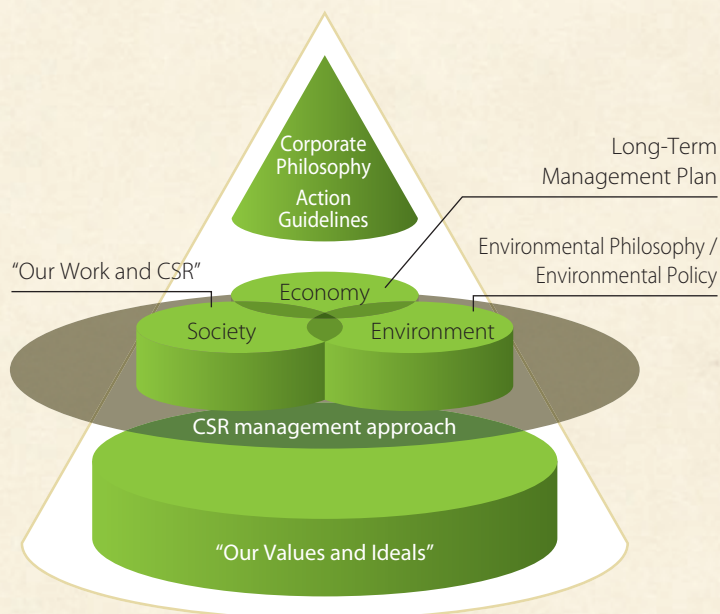 Corporate
Philosophy
Action
Guidelines
Long-Term
Management Plan
Environmental Philosophy /
Environmental Policy
“Our Work and CSR”
Economy
Society
Environment
CSR management approach
“Our Values and Ideals”